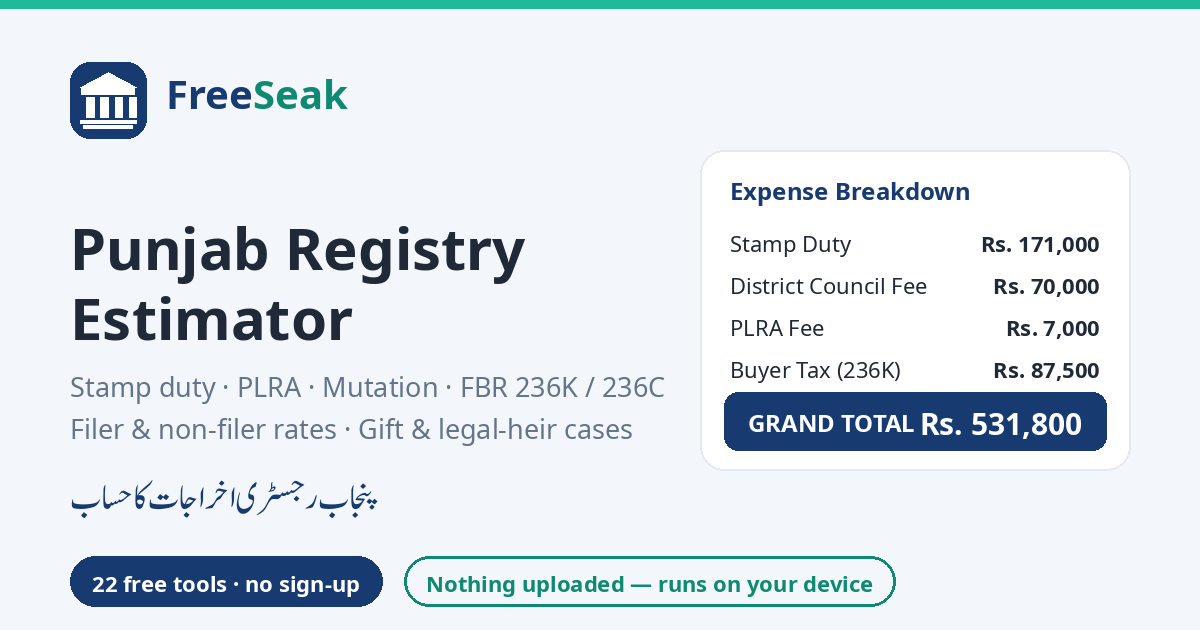 FreeSeak
Punjab Registry
Estimator
Stamp duty · PLRA · Mutation · FBR 236K / 236C
Filer & non-filer rates · Gift & legal-heir cases
پنجاب رجسٹری اخراجات کا حساب
Expense Breakdown
Stamp Duty Rs. 171,000
District Council Fee Rs. 70,000
PLRA Fee Rs. 7,000
Buyer Tax (236K) Rs. 87,500
GRAND TOTAL Rs. 531,800
22 free tools · no sign-up
Nothing uploaded — runs on your device